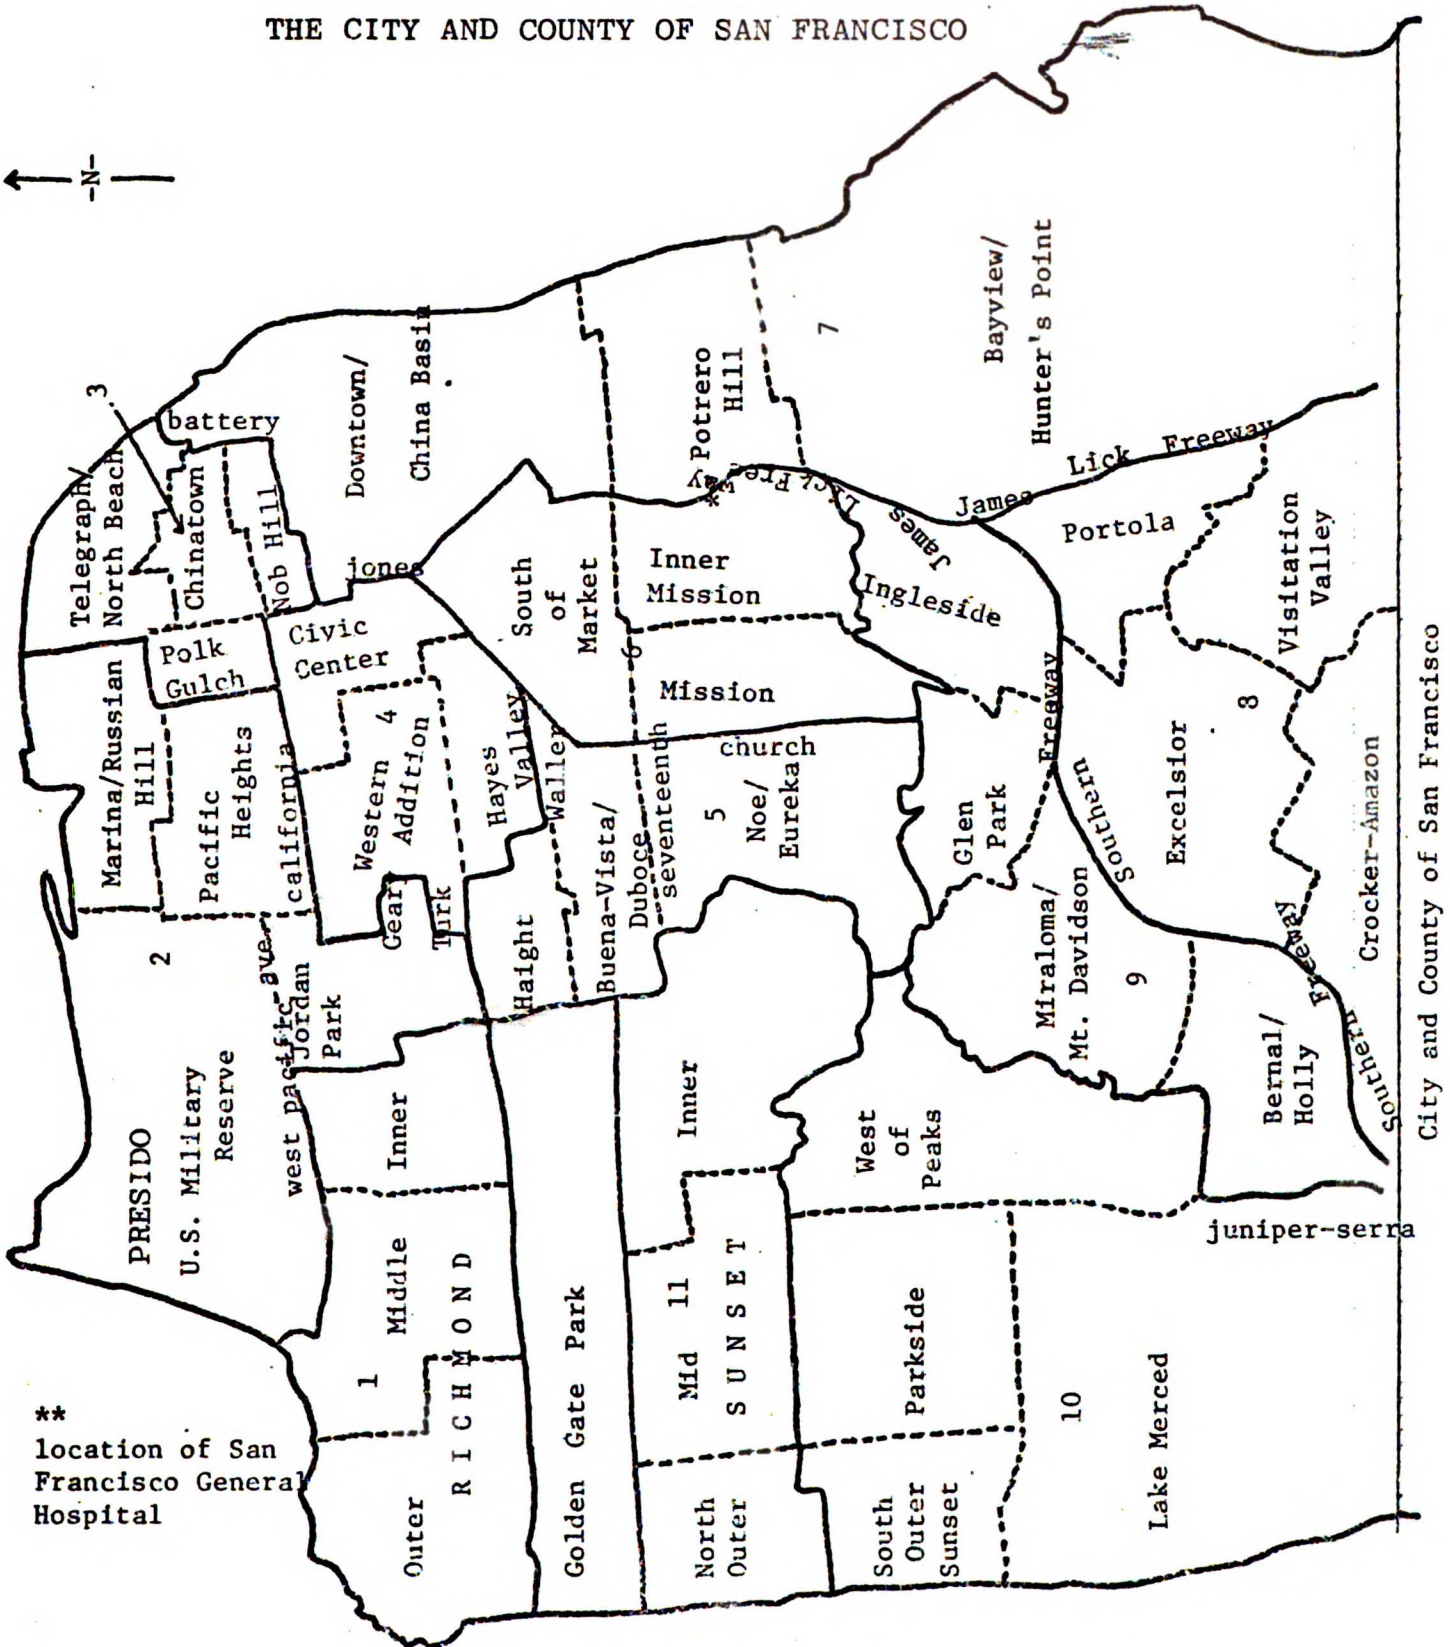 THE CITY AND COUNTY OF SAN FRANCISCO
-N-
3
battery
Telegraph/
North Beach
Chinatown
Nob Hill
Downtown/
China Basin
jones
Marina/Russian
Hill
Polk
Gulch
Civic
Center
Pacific
Heights
california
2
Western 4
Addition
Geary
Turk
Hayes
Valley
Waller
Haight
South
of
Market
6
Inner
Mission
Mission
church
Buena-Vista/
Duboce
seventeenth
5
Noe/
Eureka
Potrero
Hill
*
7
Bayview/
Hunter's Point
James
Lick Freeway
James
Lick Freeway
Ingleside
Portola
Visitation
Valley
Glen
Park
Southern
Freeway
Excelsior
8
Crocker-Amazon
Miraloma/
Mt. Davidson
9
Bernal/
Holly
Southern
Freeway
PRESIDO
U.S. Military
Reserve
west pacific ave.
Jordan
Park
west pacific
Inner
Middle
1
Outer
RICHMOND
Golden Gate Park
Inner
Mid 11
SUNSET
North
Outer
West
of
Peaks
Parkside
South
Outer
Sunset
10
Lake Merced
juniper-serra
City and County of San Francisco
**
location of San
Francisco General
Hospital